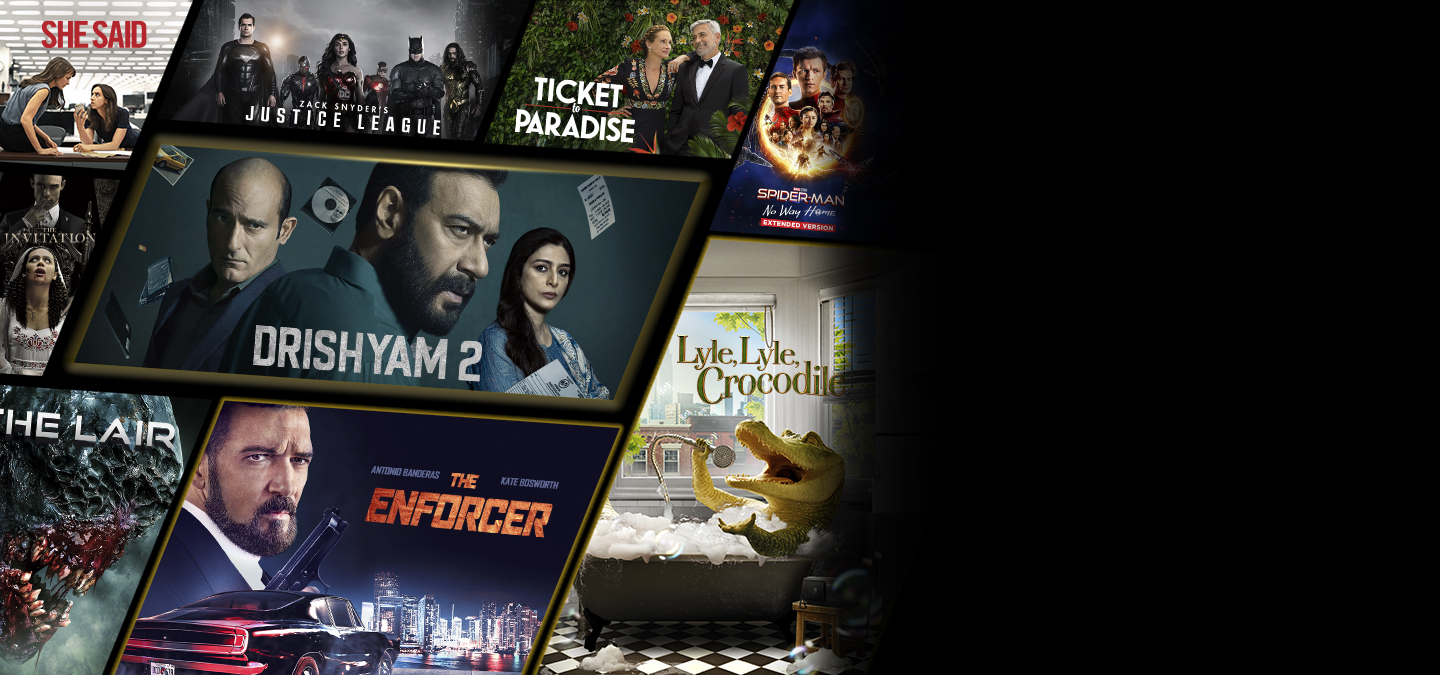 SHE SAID
ZACK SNYDER'S
JUSTICE LEAGUE
TICKET
to
PARADISE
SPIDER-MAN
No Way Home
EXTENDED VERSION
THE
INVITATION
DRISHYAM 2
Lyle, Lyle,
Crocodile
THE LAIR
ANTONIO BANDERAS
KATE BOSWORTH
THE
ENFORCER